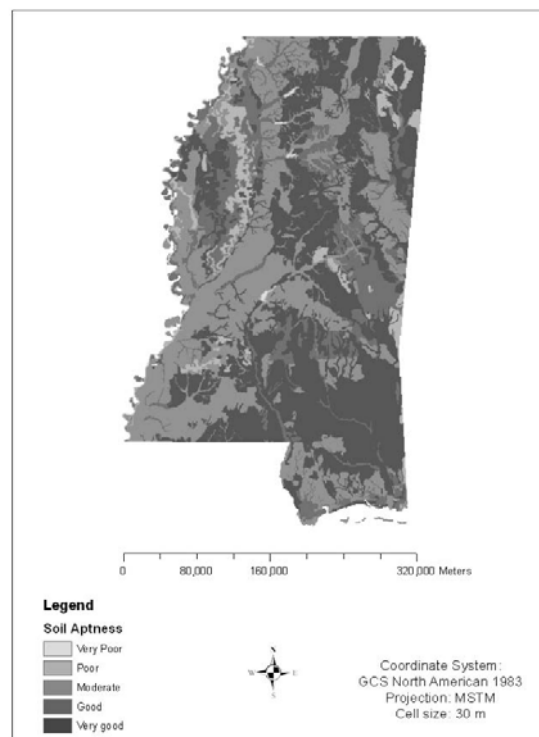 0 80,000 160,000 320,000 Meters
Legend
Soil Aptness
Very Poor
Poor
Moderate
Good
Very good
N
W E
S
Coordinate System:
GCS North American 1983
Projection: MSTM
Cell size: 30 m